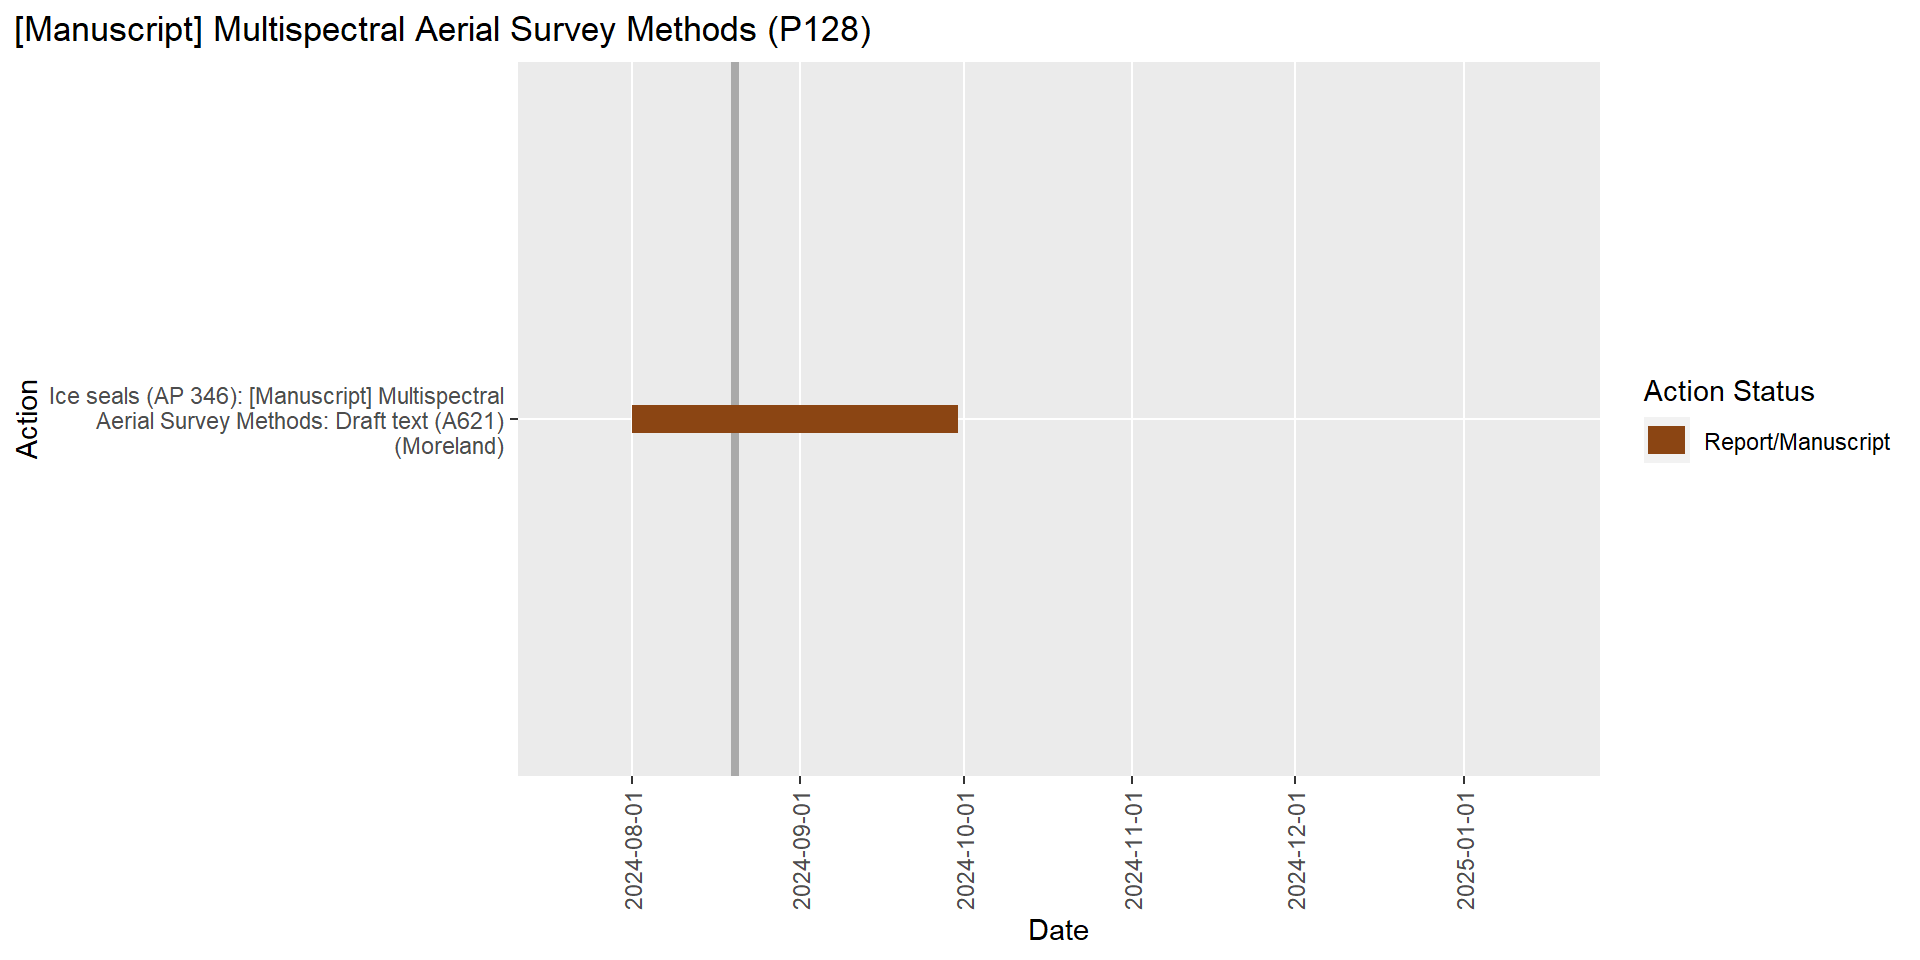 [Manuscript] Multispectral Aerial Survey Methods (P128)
Action
Ice seals (AP 346): [Manuscript] Multispectral
Aerial Survey Methods: Draft text (A621)
(Moreland)
Action Status
Report/Manuscript
2024-08-01
2024-09-01
2024-10-01
2024-11-01
2024-12-01
2025-01-01
Date